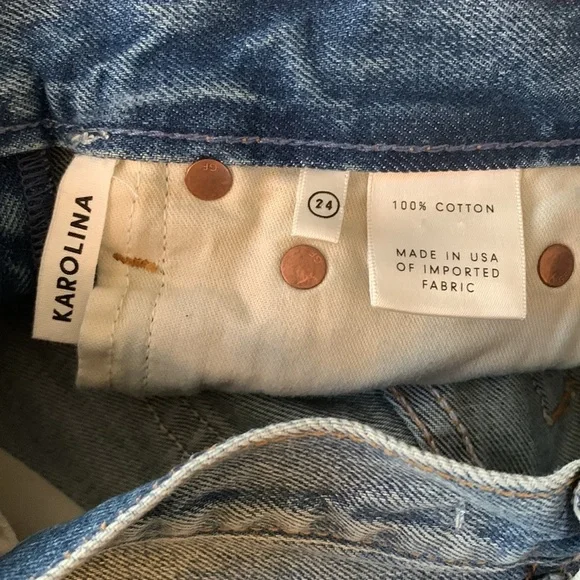 KAROLINA
24
100% COTTON
MADE IN USA
OF IMPORTED
FABRIC